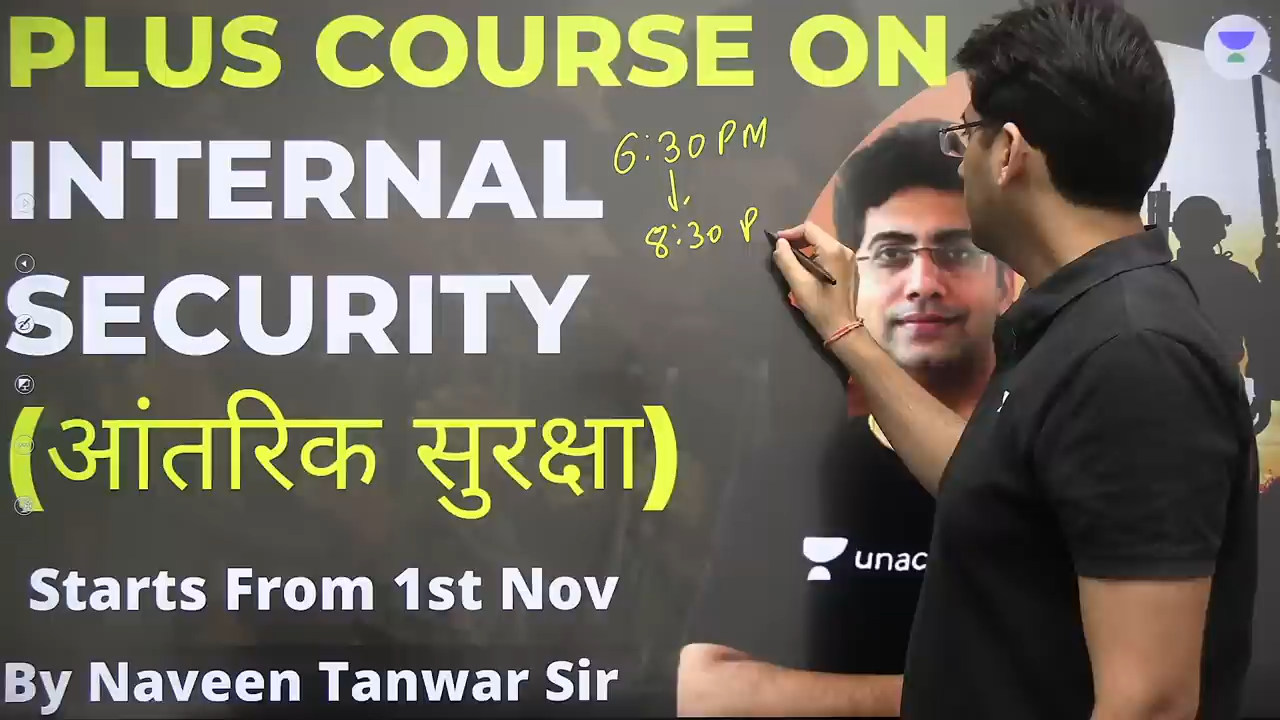 PLUS COURSE ON
INTERNAL
6:30 PM
8:30 P
SECURITY
(आंतरिक सुरक्षा)
unac
Starts From 1st Nov
By Naveen Tanwar Sir